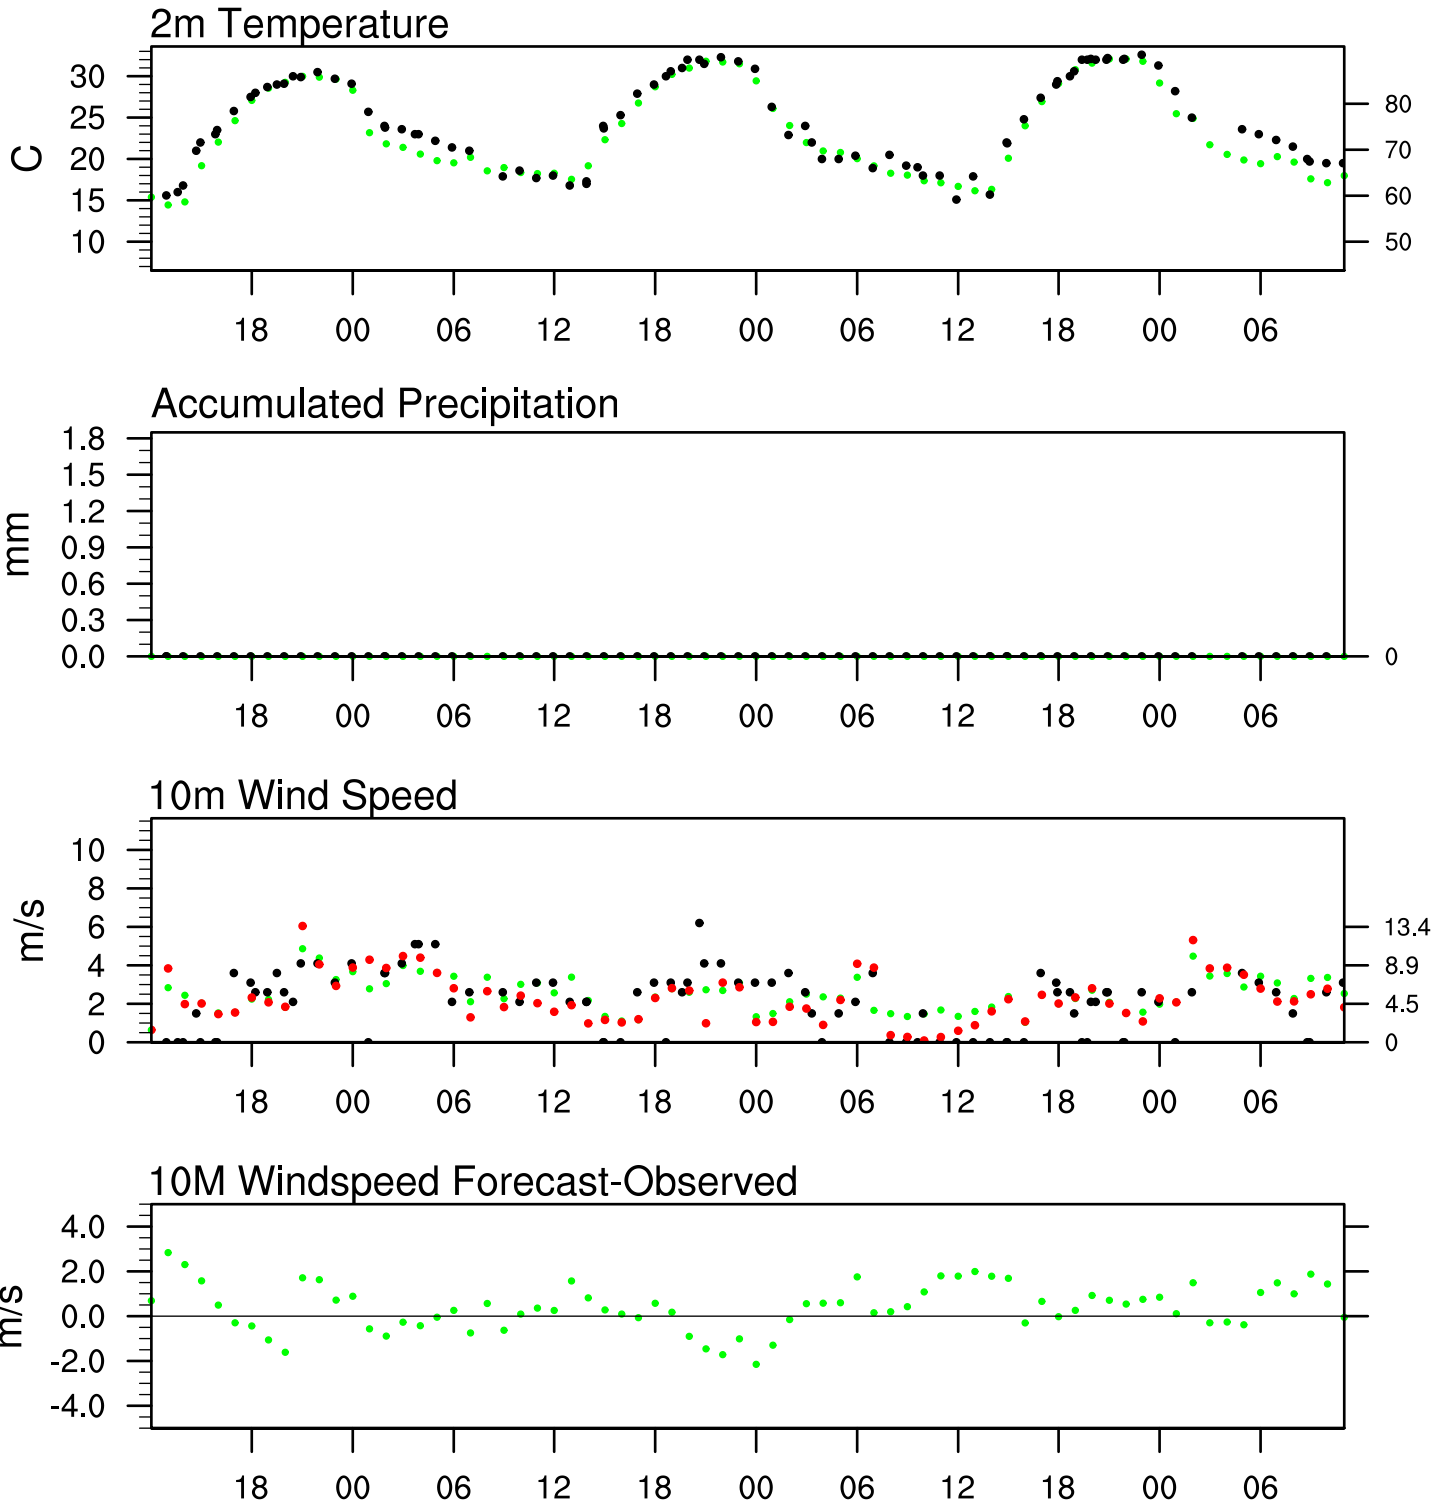 2m Temperature
C
30
25
20
15
10
80
70
60
50
18 00 06 12 18 00 06 12 18 00 06
Accumulated Precipitation
mm
1.8
1.5
1.2
0.9
0.6
0.3
0.0
0
18 00 06 12 18 00 06 12 18 00 06
10m Wind Speed
m/s
10
8
6
4
2
0
13.4
8.9
4.5
0
18 00 06 12 18 00 06 12 18 00 06
10M Windspeed Forecast-Observed
m/s
4.0
2.0
0.0
-2.0
-4.0
18 00 06 12 18 00 06 12 18 00 06